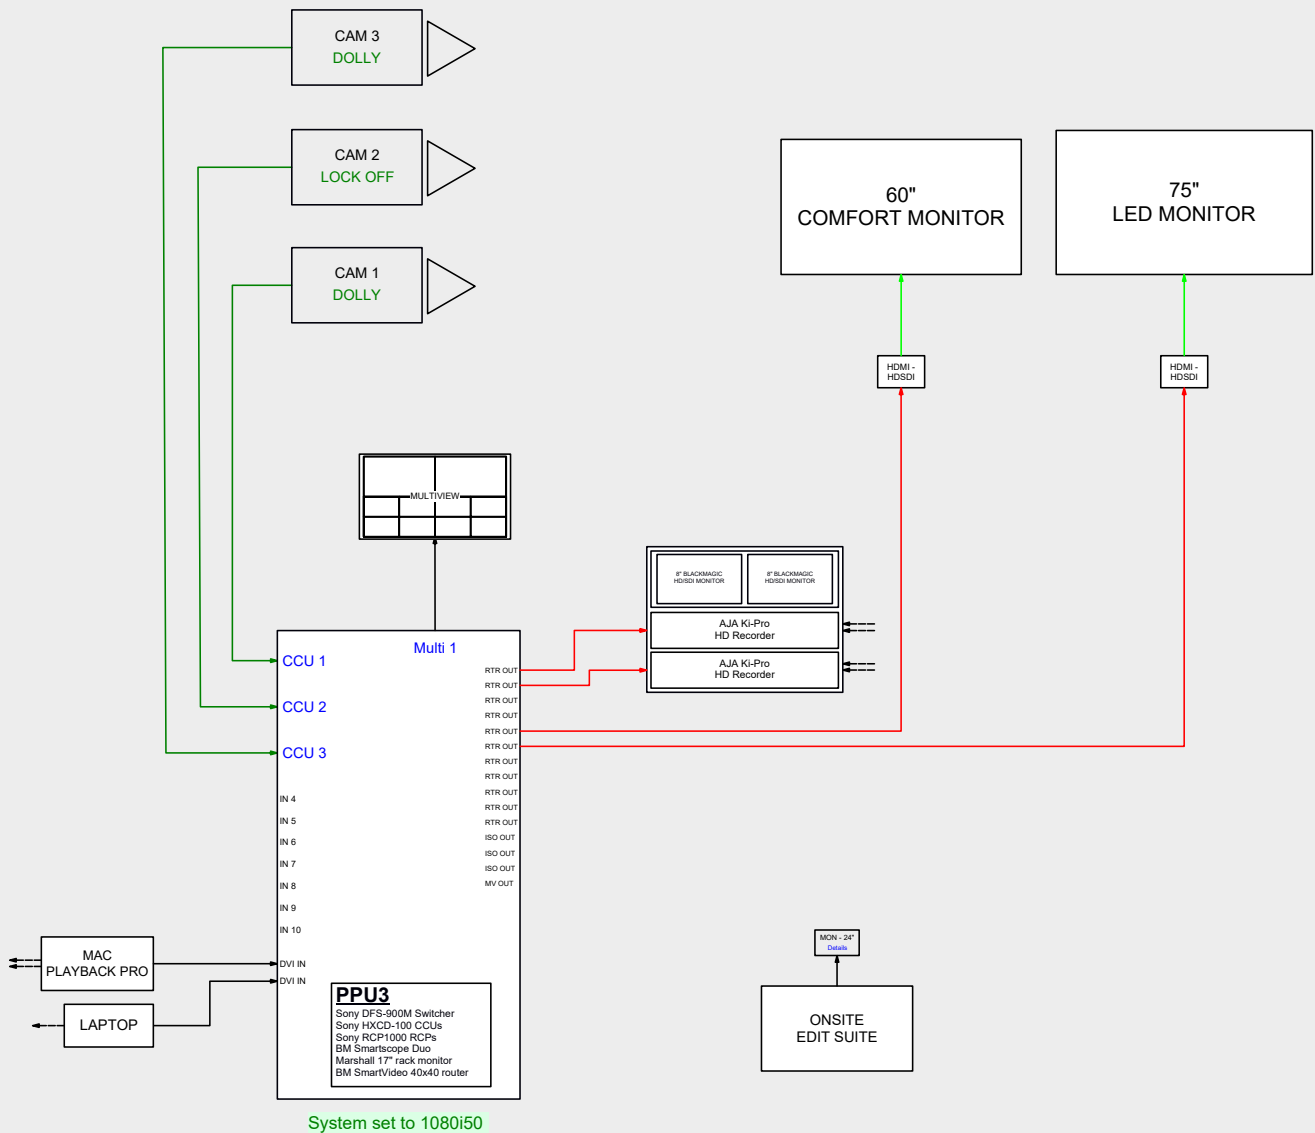 CAM 3
DOLLY
CAM 2
LOCK OFF
CAM 1
DOLLY
60"
COMFORT MONITOR
75"
LED MONITOR
HDMI -
HDSDI
HDMI -
HDSDI
MULTIVIEW
8" BLACKMAGIC
HD/SDI MONITOR
8" BLACKMAGIC
HD/SDI MONITOR
AJA Ki-Pro
HD Recorder
AJA Ki-Pro
HD Recorder
Multi 1
CCU 1
CCU 2
CCU 3
IN 4
IN 5
IN 6
IN 7
IN 8
IN 9
IN 10
DVI IN
DVI IN
RTR OUT
RTR OUT
RTR OUT
RTR OUT
RTR OUT
RTR OUT
RTR OUT
RTR OUT
RTR OUT
RTR OUT
RTR OUT
ISO OUT
ISO OUT
ISO OUT
MV OUT
MAC
PLAYBACK PRO
LAPTOP
PPU3
Sony DFS-900M Switcher
Sony HXCD-100 CCUs
Sony RCP1000 RCPs
BM Smartscope Duo
Marshall 17" rack monitor
BM SmartVideo 40x40 router
MON - 24"
Details
ONSITE
EDIT SUITE
System set to 1080i50